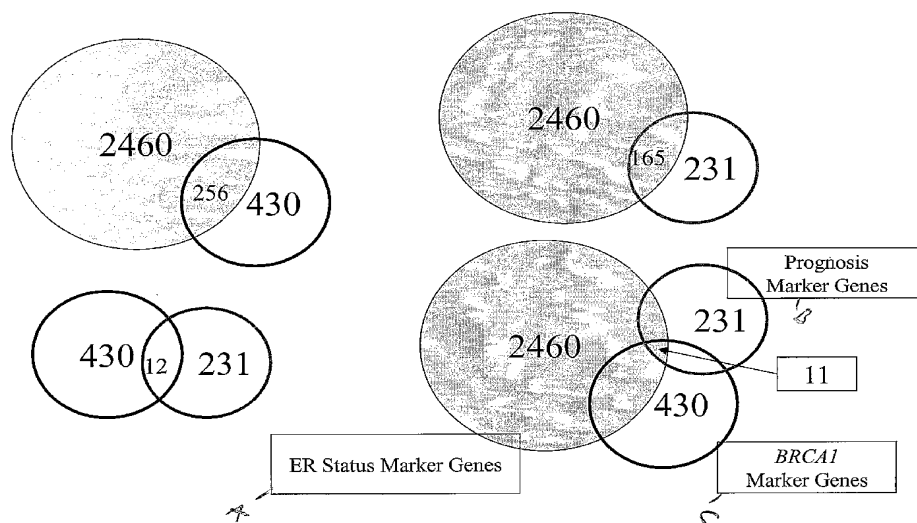 2460
256
430
2460
165
231
430
12
231
2460
231
430
11
Prognosis
Marker Genes
B
ER Status Marker Genes
A
BRCA1
Marker Genes
C